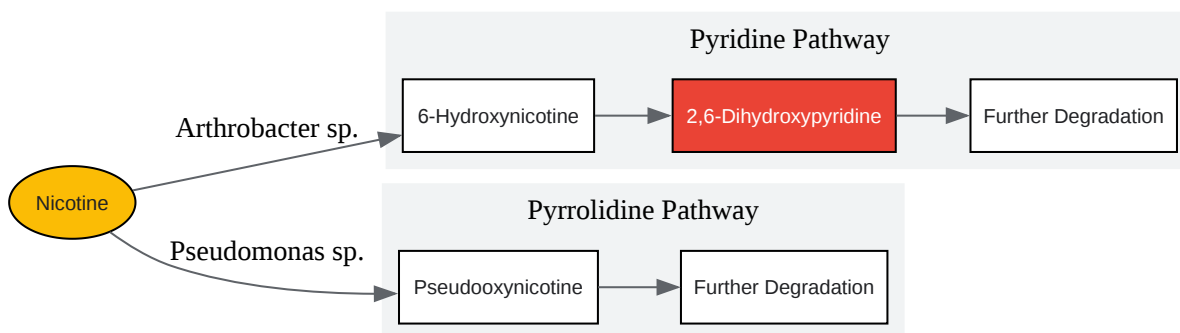 Pyridine Pathway
6-Hydroxynicotine
2,6-Dihydroxypyridine
Further Degradation
Arthrobacter sp.
Nicotine
Pyrrolidine Pathway
Pseudomonas sp.
Pseudooxynicotine
Further Degradation